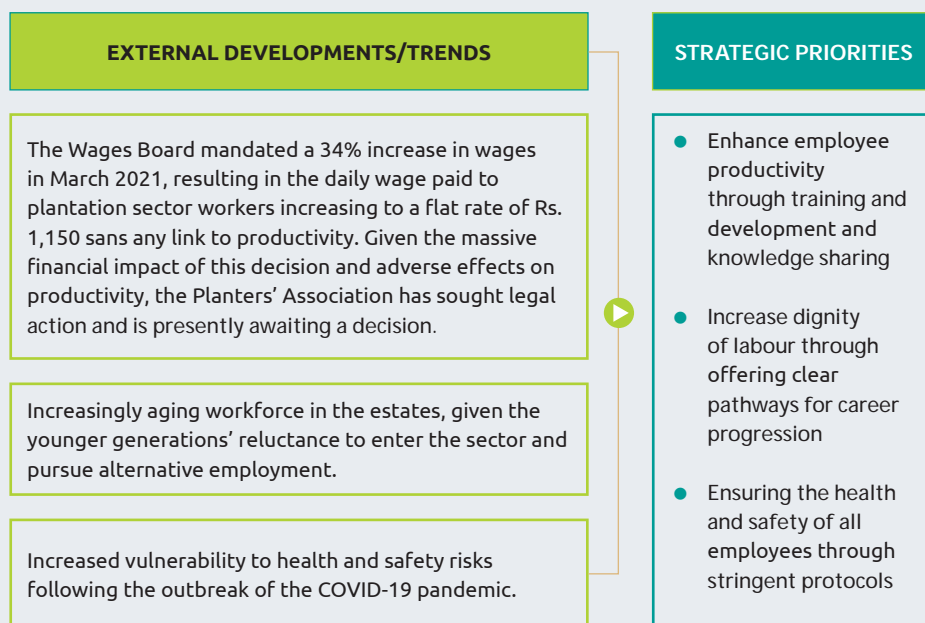 EXTERNAL DEVELOPMENTS/TRENDS
The Wages Board mandated a 34% increase in wages
in March 2021, resulting in the daily wage paid to
plantation sector workers increasing to a flat rate of Rs.
1,150 sans any link to productivity. Given the massive
financial impact of this decision and adverse effects on
productivity, the Planters’ Association has sought legal
action and is presently awaiting a decision.
Increasingly aging workforce in the estates, given the
younger generations’ reluctance to enter the sector and
pursue alternative employment.
Increased vulnerability to health and safety risks
following the outbreak of the COVID-19 pandemic.
STRATEGIC PRIORITIES
● Enhance employee
productivity
through training and
development and
knowledge sharing
● Increase dignity
of labour through
offering clear
pathways for career
progression
● Ensuring the health
and safety of all
employees through
stringent protocols